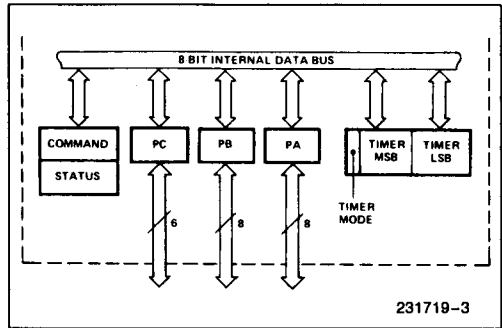 8-BIT INTERNAL DATA BUS
COMMAND
STATUS
PC
PB
PA
TIMER
MSB
TIMER
LSB
TIMER
MODE
6
8
8
231719-3